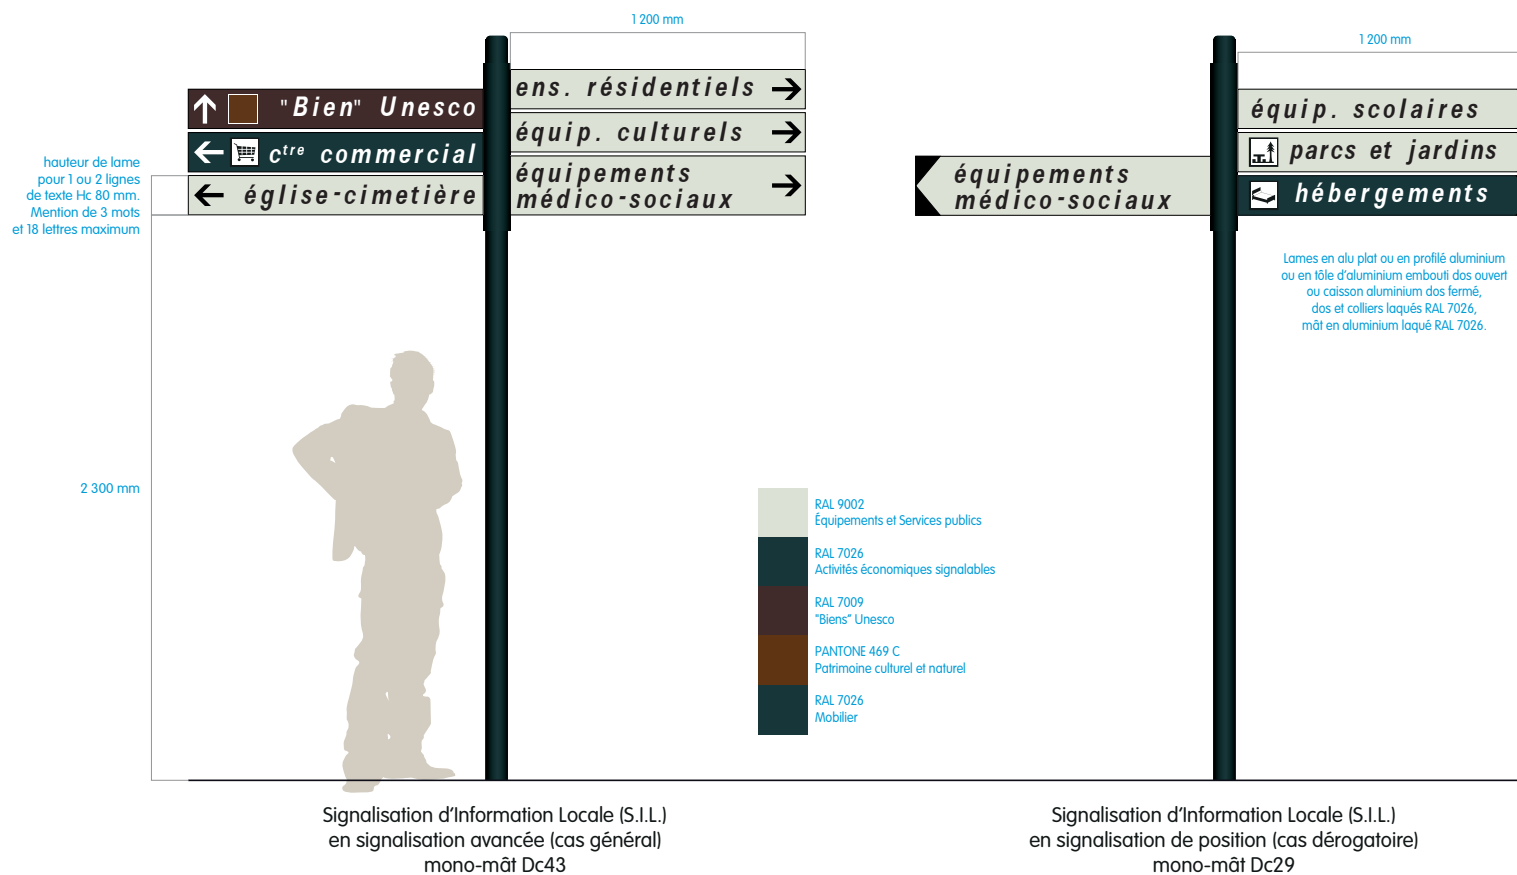 1 200 mm
"Bien" Unesco
cᵗʳᵉ commercial
église-cimetière
ens. résidentiels
équip. culturels
équipements
médico-sociaux
hauteur de lame
pour 1 ou 2 lignes
de texte Hc 80 mm.
Mention de 3 mots
et 18 lettres maximum
2 300 mm
1 200 mm
équipements
médico-sociaux
équip. scolaires
parcs et jardins
hébergements
Lames en alu plat ou en profilé aluminium
ou en tôle d'aluminium embouti dos ouvert
ou caisson aluminium dos fermé,
dos et colliers laqués RAL 7026,
mât en aluminium laqué RAL 7026.
RAL 9002
Équipements et Services publics
RAL 7026
Activités économiques signalables
RAL 7009
"Biens" Unesco
PANTONE 469 C
Patrimoine culturel et naturel
RAL 7026
Mobilier
Signalisation d'Information Locale (S.I.L.)
en signalisation avancée (cas général)
mono-mât Dc43
Signalisation d'Information Locale (S.I.L.)
en signalisation de position (cas dérogatoire)
mono-mât Dc29